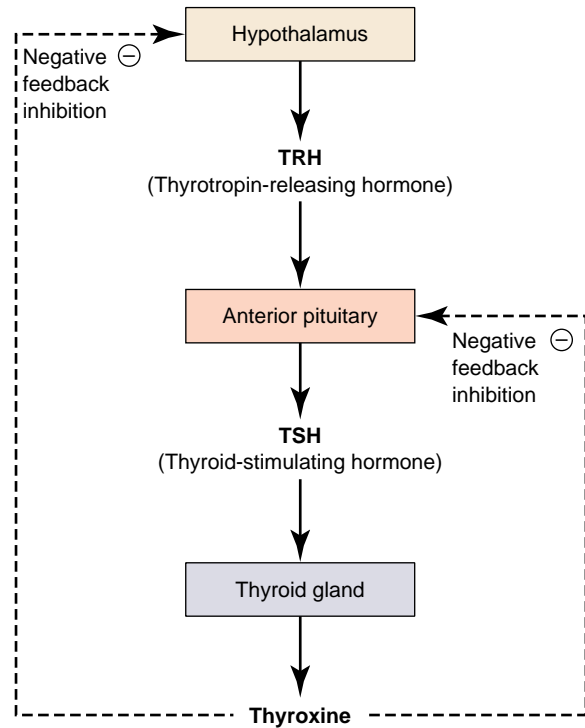 Hypothalamus
Negative ⊖
feedback
inhibition
TRH
(Thyrotropin-releasing hormone)
Anterior pituitary
Negative ⊖
feedback
inhibition
TSH
(Thyroid-stimulating hormone)
Thyroid gland
Thyroxine